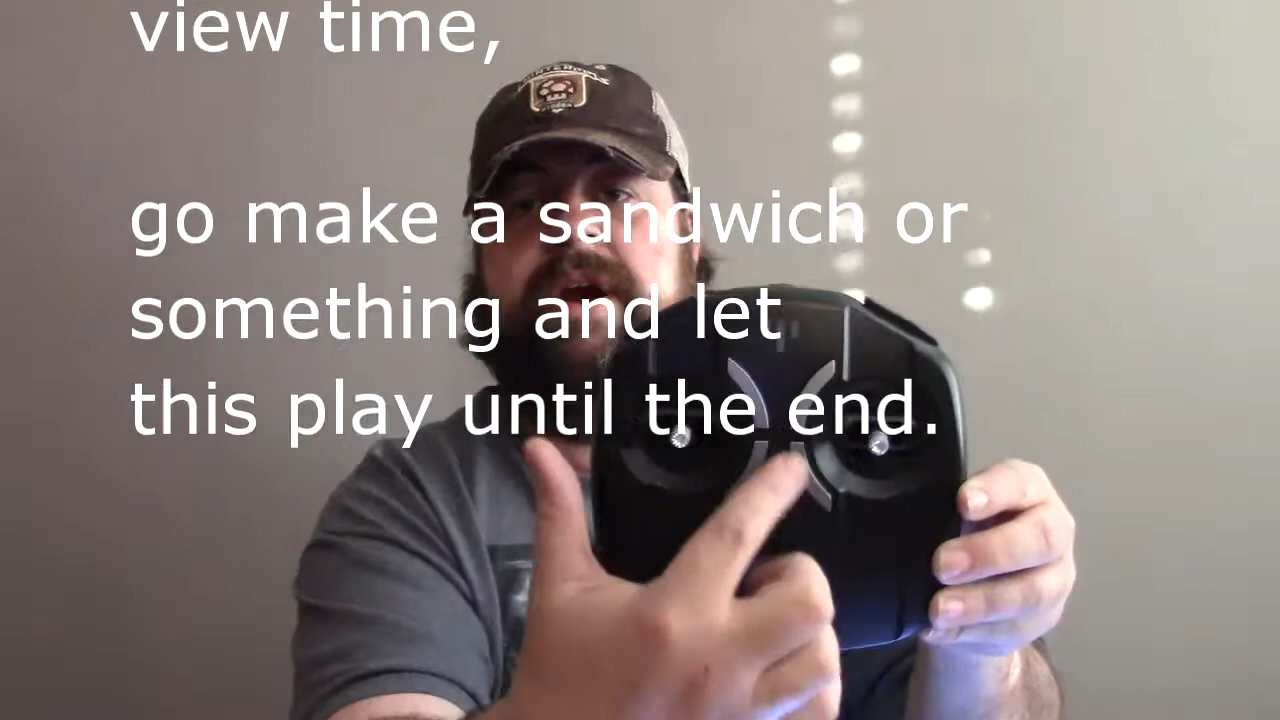 view time,
go make a sandwich or
something and let
this play until the end.